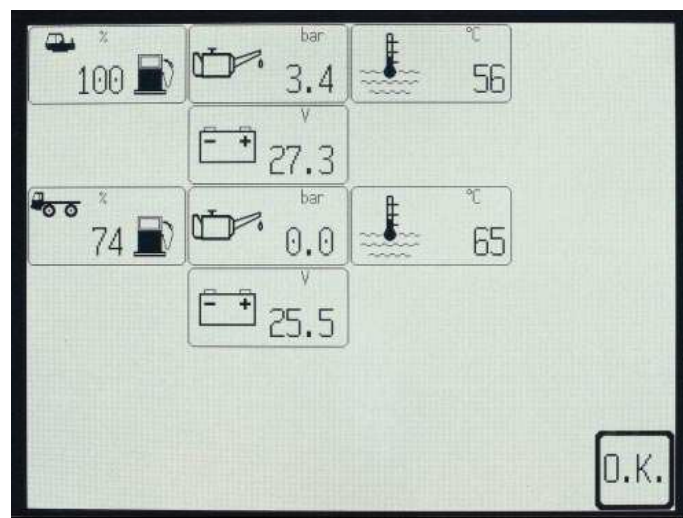 % bar °C
100 3.4 56
V
- +
27.3
% bar °C
74 0.0 65
V
- +
25.5
O.K.